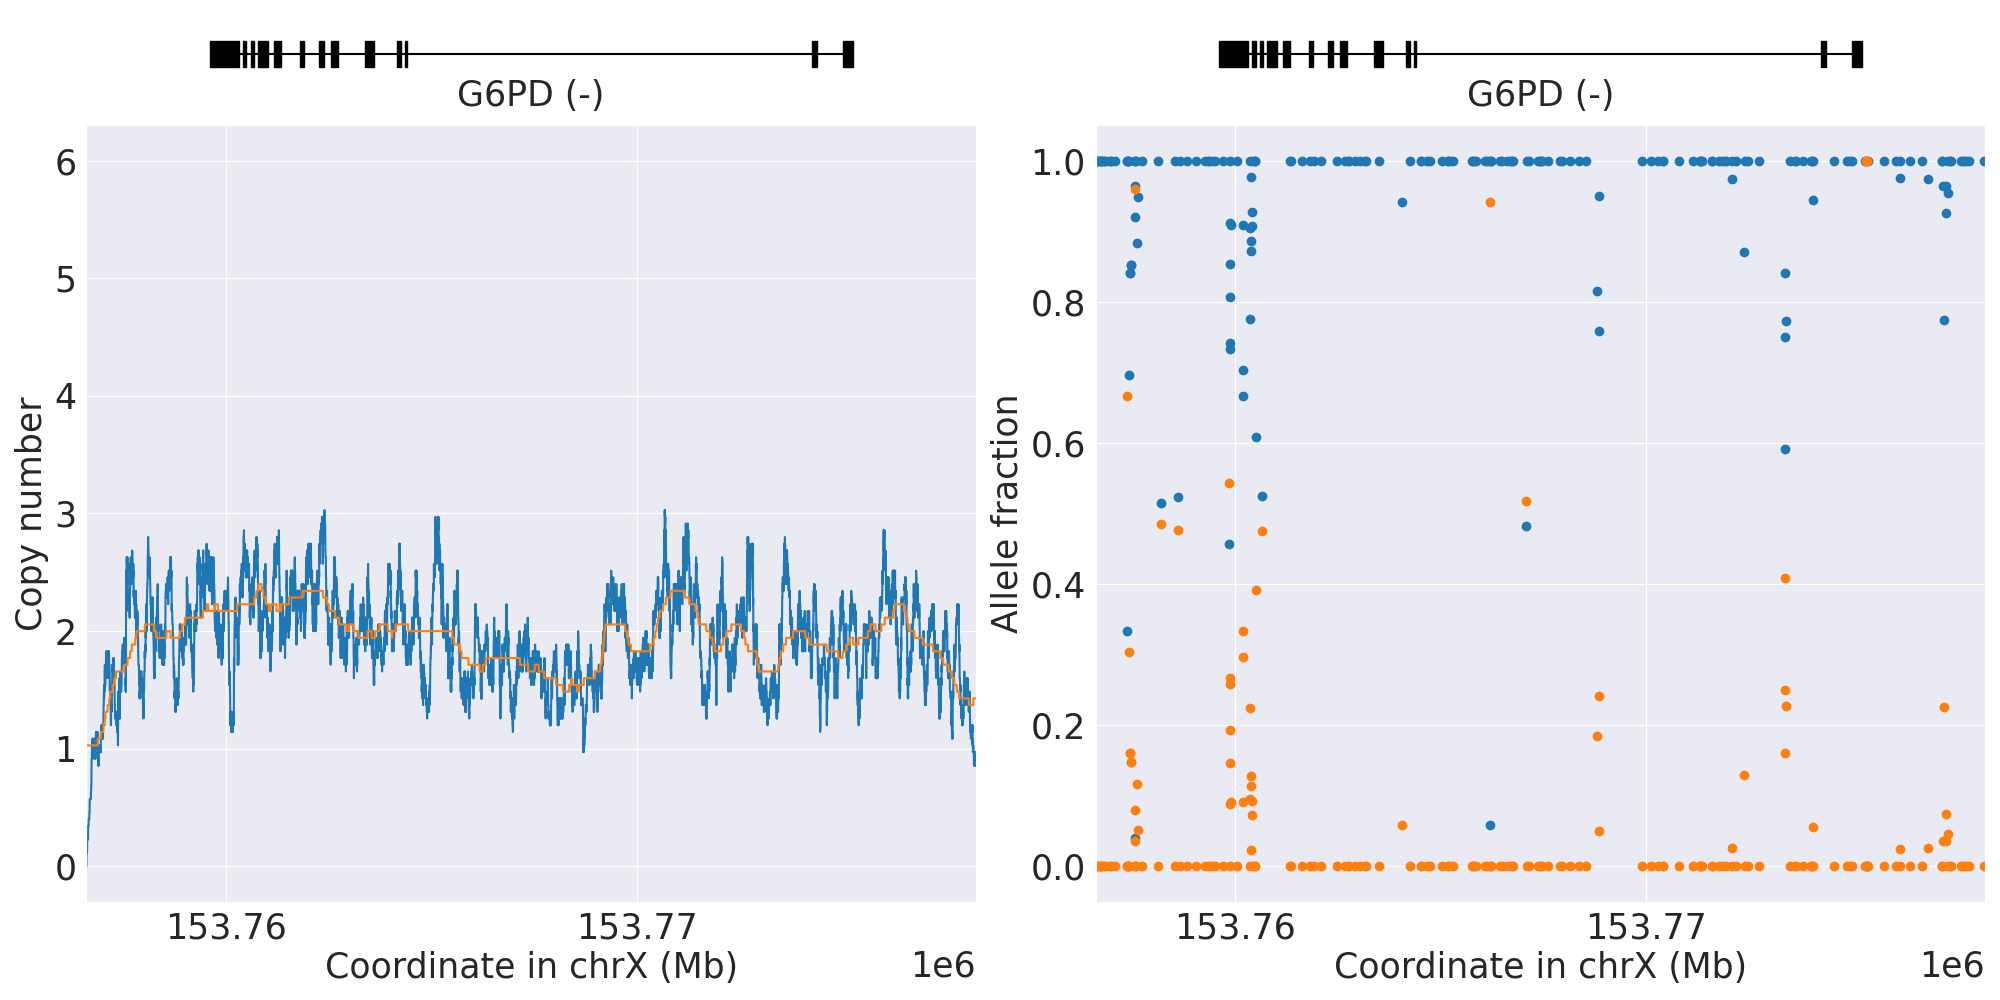 G6PD (-)
6
5
4
3
2
1
0
Copy number
153.76
153.77
Coordinate in chrX (Mb)
1e6
G6PD (-)
1.0
0.8
0.6
0.4
0.2
0.0
Allele fraction
153.76
153.77
Coordinate in chrX (Mb)
1e6